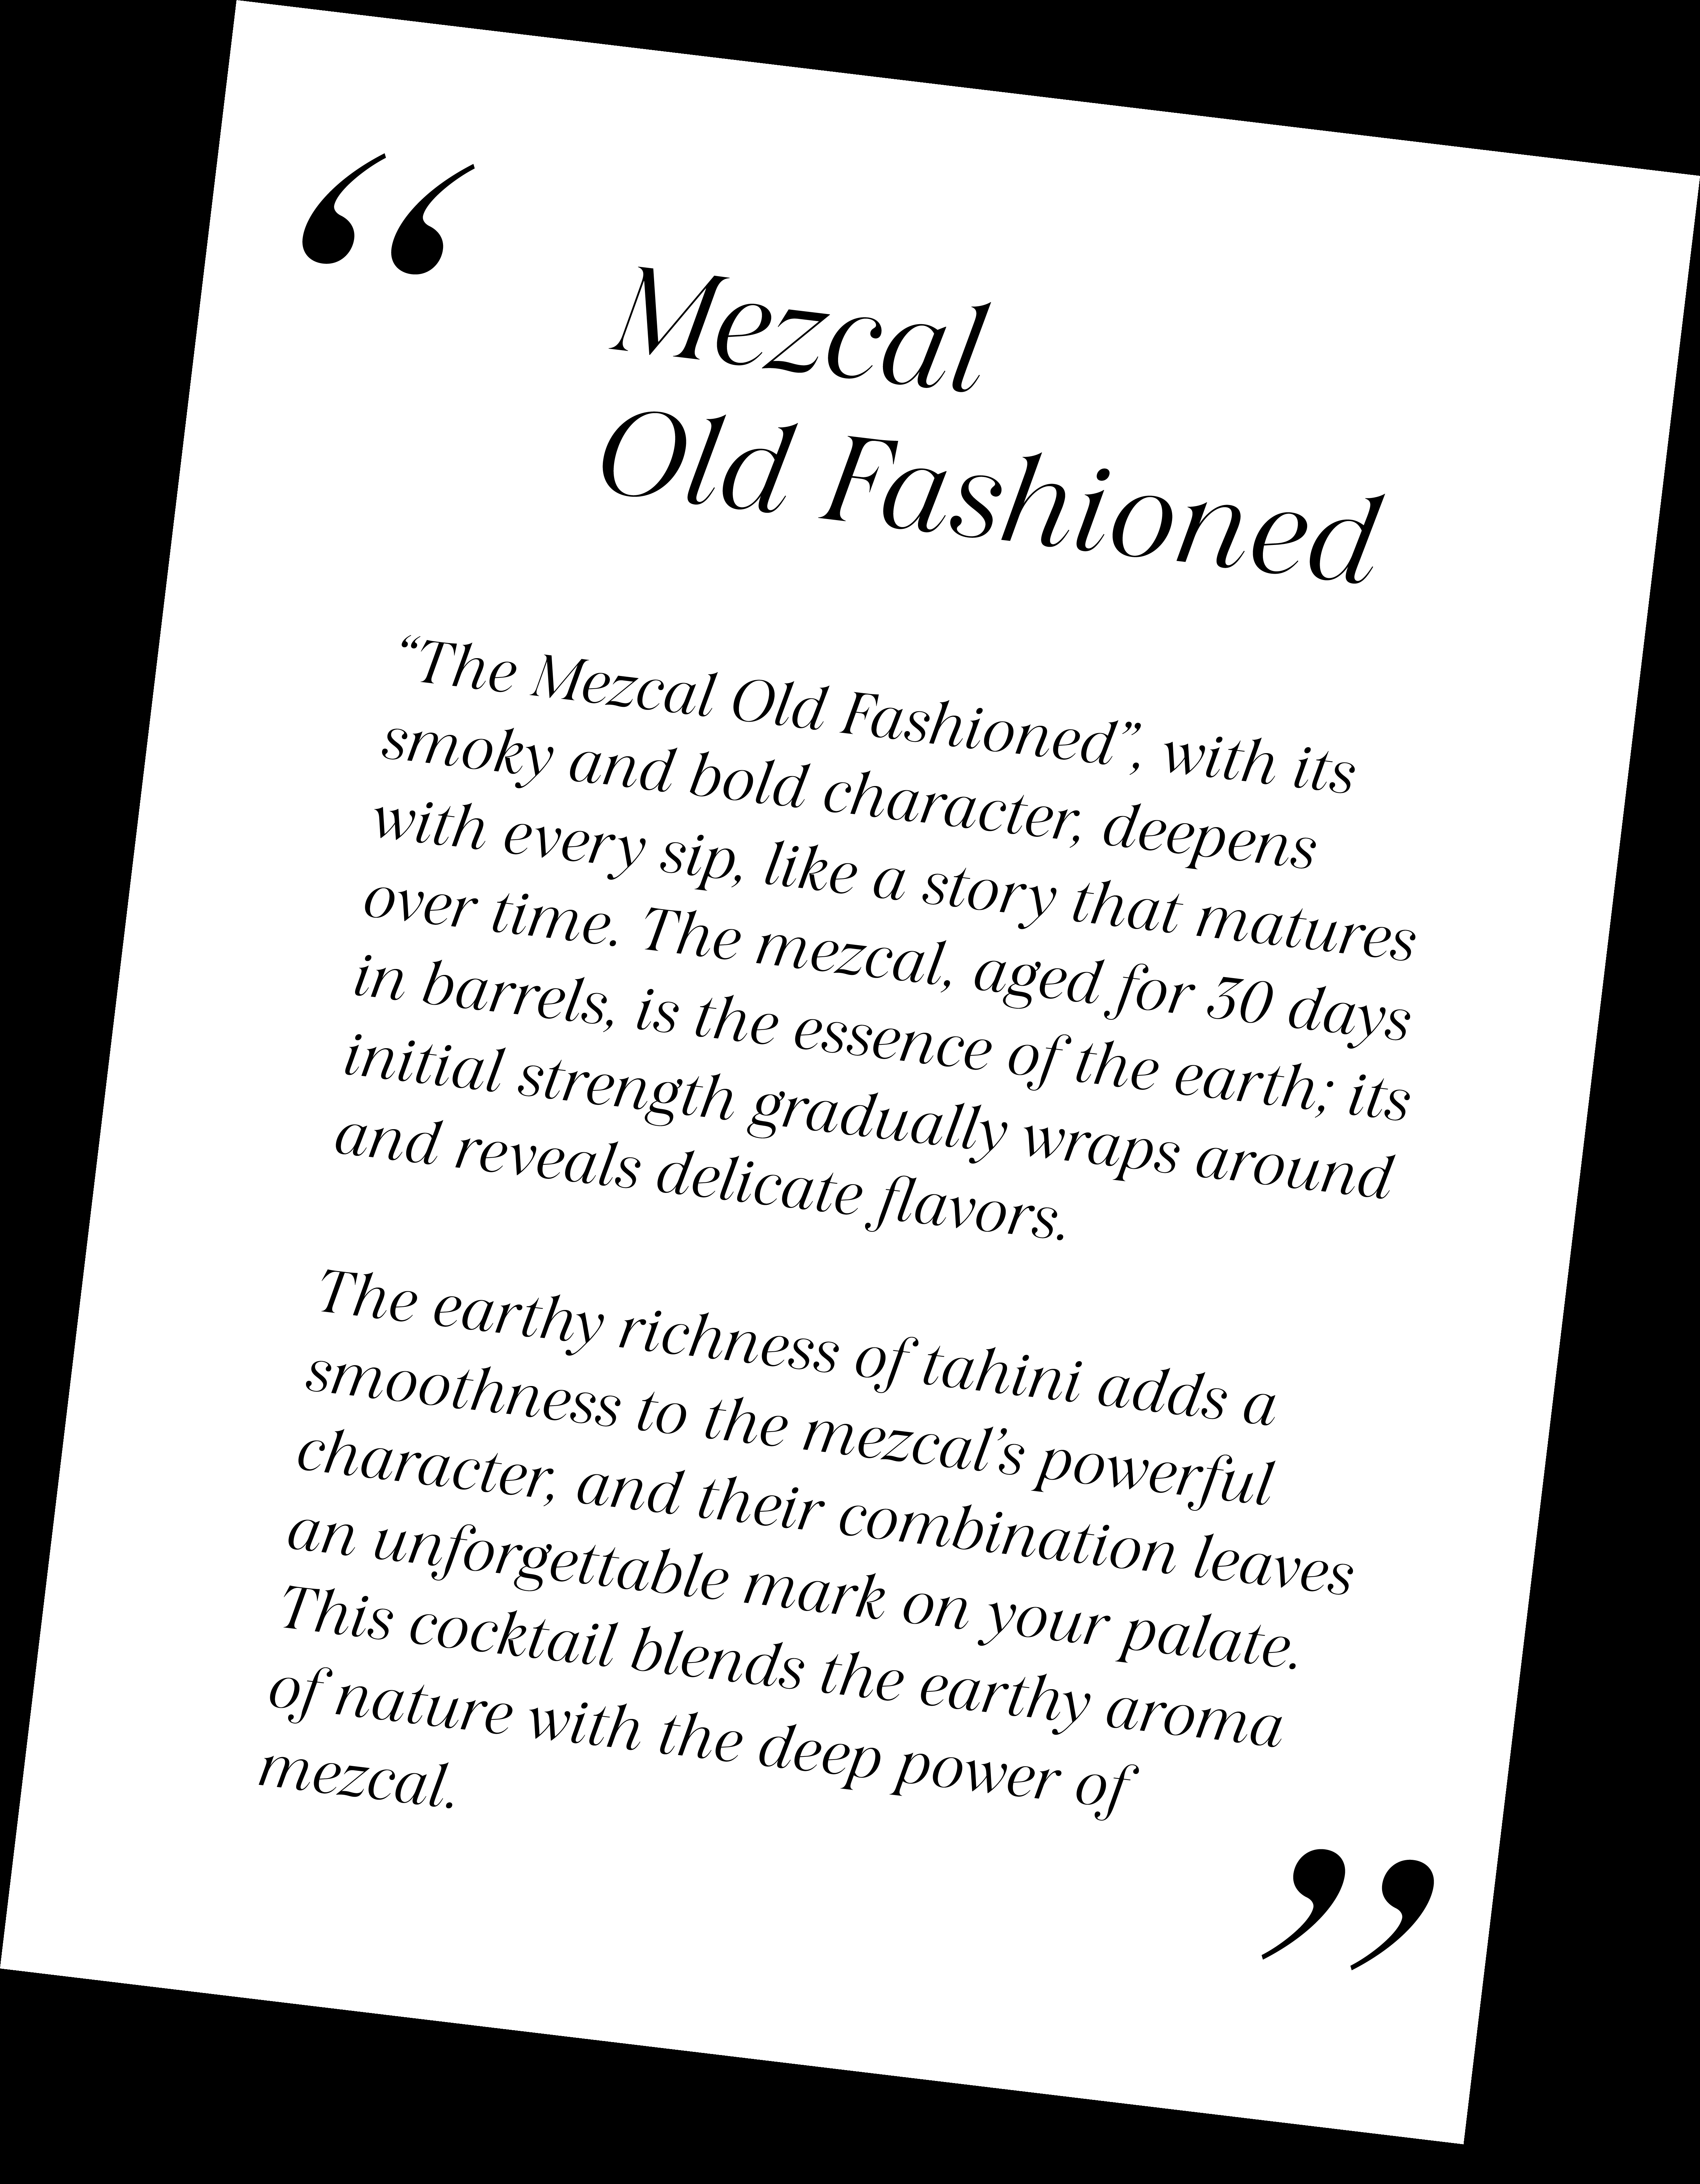 “
Mezcal
Old Fashioned
“The Mezcal Old Fashioned”, with its
smoky and bold character, deepens
with every sip, like a story that matures
over time. The mezcal, aged for 30 days
in barrels, is the essence of the earth; its
initial strength gradually wraps around
and reveals delicate flavors.
The earthy richness of tahini adds a
smoothness to the mezcal’s powerful
character, and their combination leaves
an unforgettable mark on your palate.
This cocktail blends the earthy aroma
of nature with the deep power of
mezcal.
”